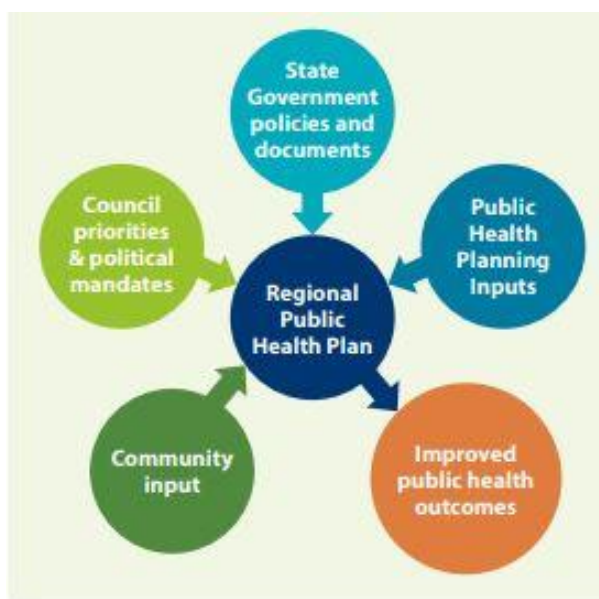 State
Government
policies and
documents
Council
priorities
& political
mandates
Public
Health
Planning
Inputs
Regional
Public
Health Plan
Community
input
Improved
public health
outcomes